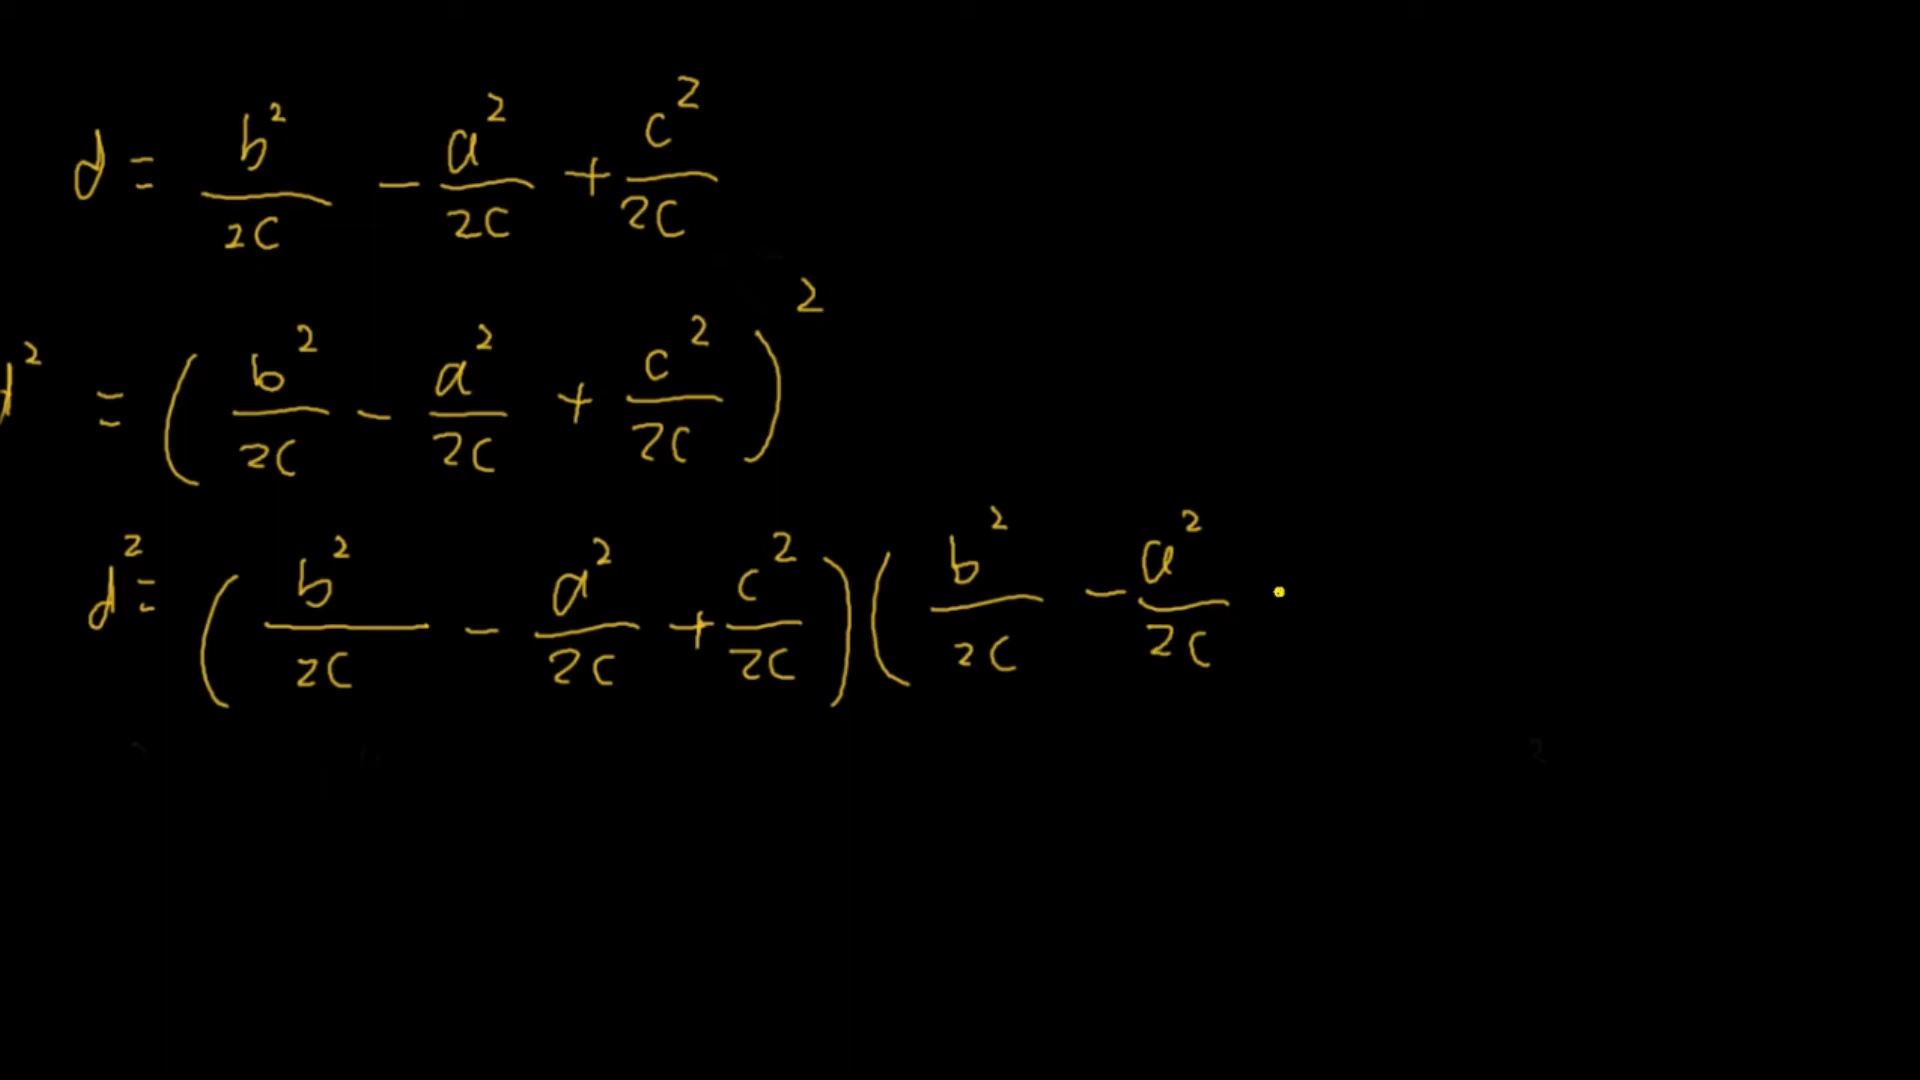 d = b²/2c - a²/2c + c²/2c
d² = (b²/2c - a²/2c + c²/2c)²
d² = (b²/2c - a²/2c + c²/2c)(b²/2c - a²/2c